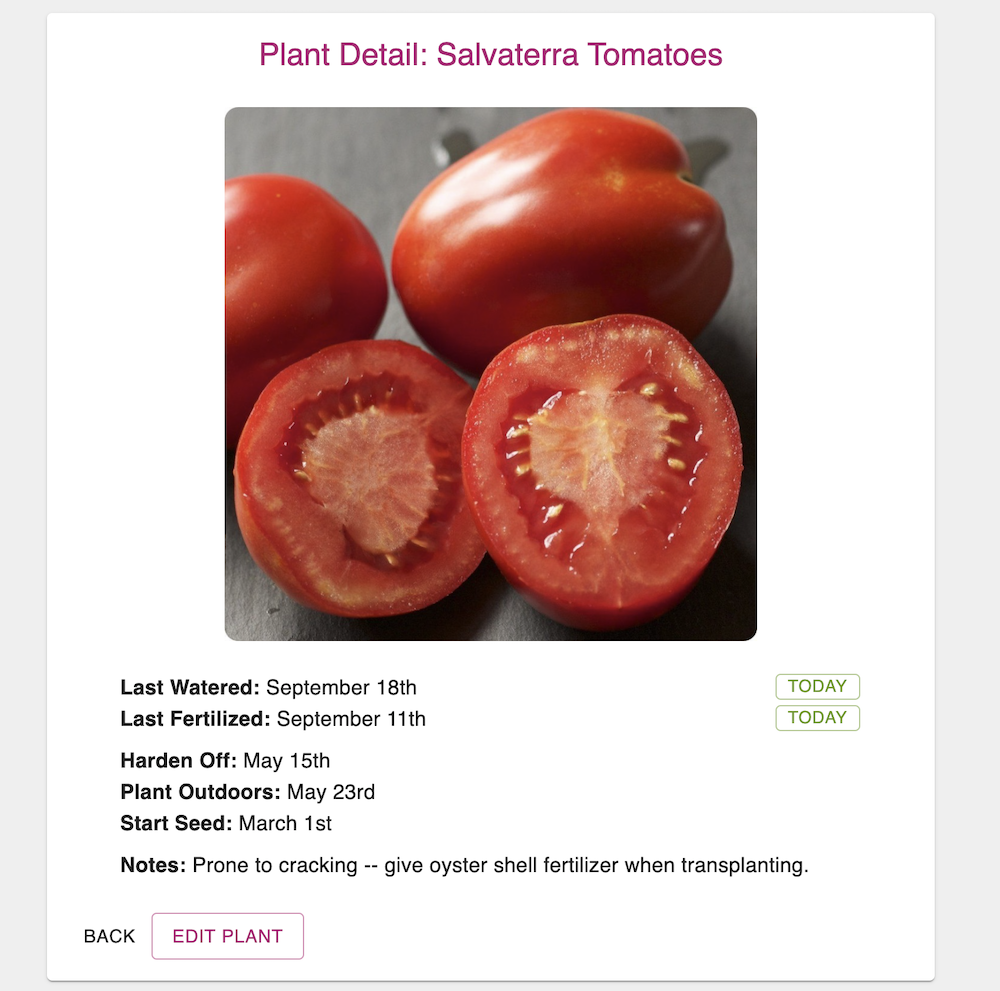 Plant Detail: Salvaterra Tomatoes
Last Watered: September 18th
TODAY
Last Fertilized: September 11th
TODAY
Harden Off: May 15th
Plant Outdoors: May 23rd
Start Seed: March 1st
Notes: Prone to cracking -- give oyster shell fertilizer when transplanting.
BACK
EDIT PLANT